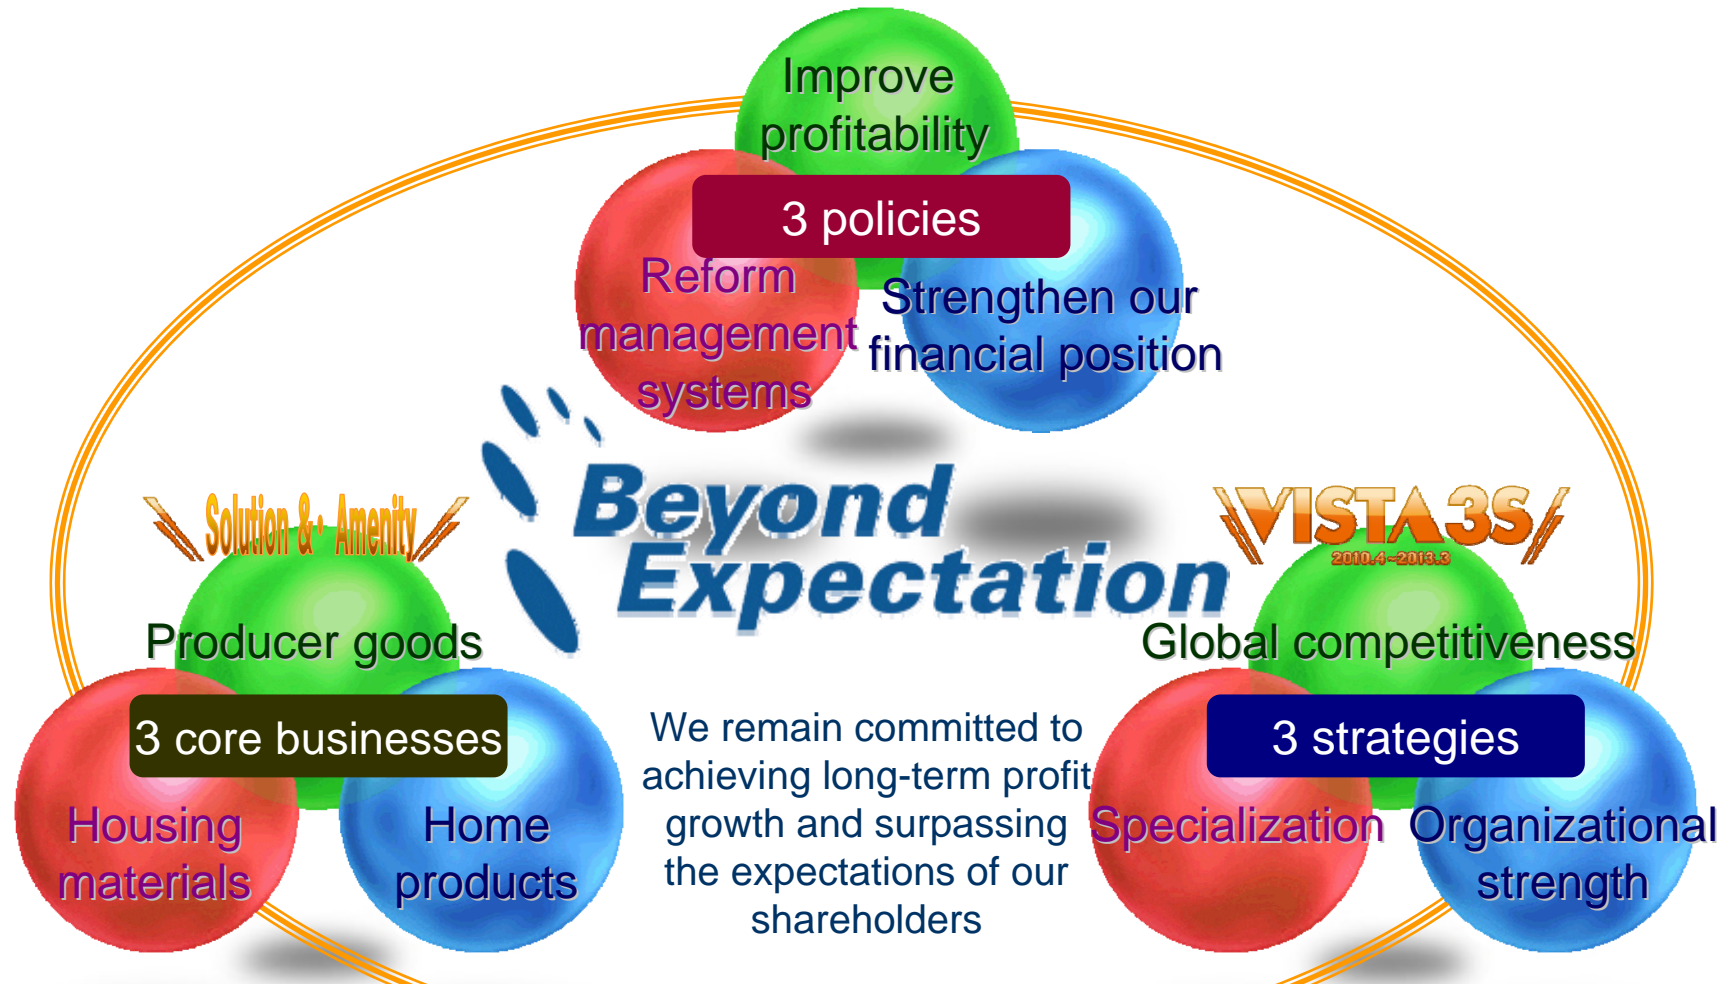 Improve
profitability
3 policies
Reform
management
systems
Strengthen our
financial position
Beyond
Expectation
Solution &・Amenity
Producer goods
3 core businesses
Housing
materials
Home
products
We remain committed to
achieving long-term profit
growth and surpassing
the expectations of our
shareholders
VISTA 3S
2010.4~2013.3
Global competitiveness
3 strategies
Specialization
Organizational
strength